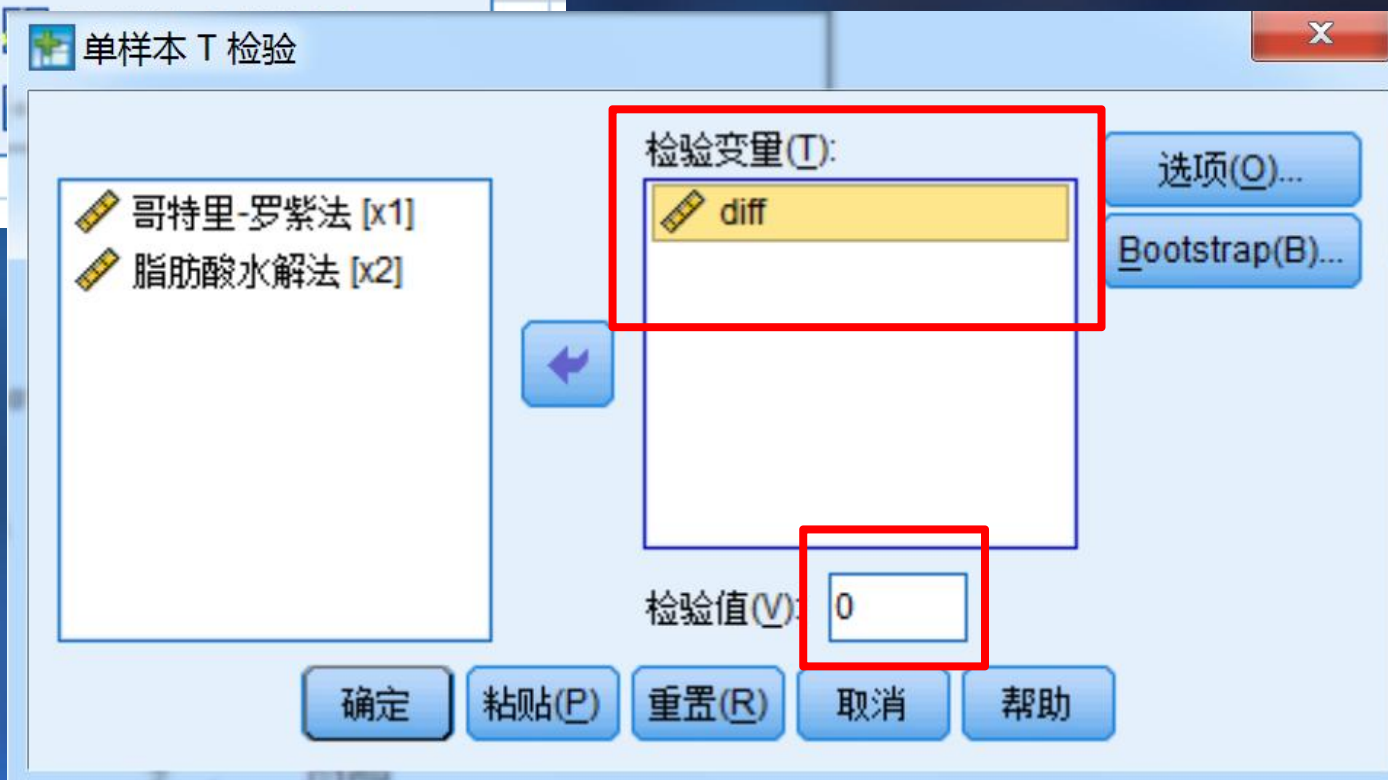 单样本 T 检验
检验变量(T):
哥特里-罗紫法 [x1]
脂肪酸水解法 [x2]
diff
选项(O)...
Bootstrap(B)...
检验值(V):
0
确定
粘贴(P)
重置(R)
取消
帮助